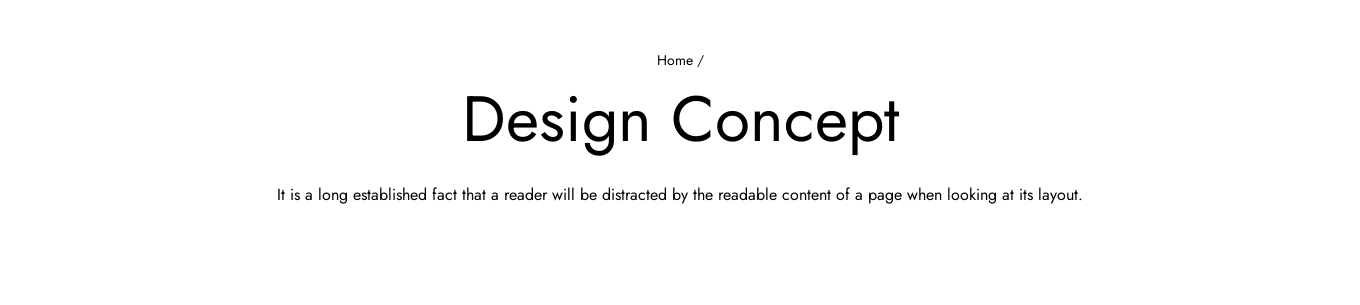 Home /
Design Concept
It is a long established fact that a reader will be distracted by the readable content of a page when looking at its layout.